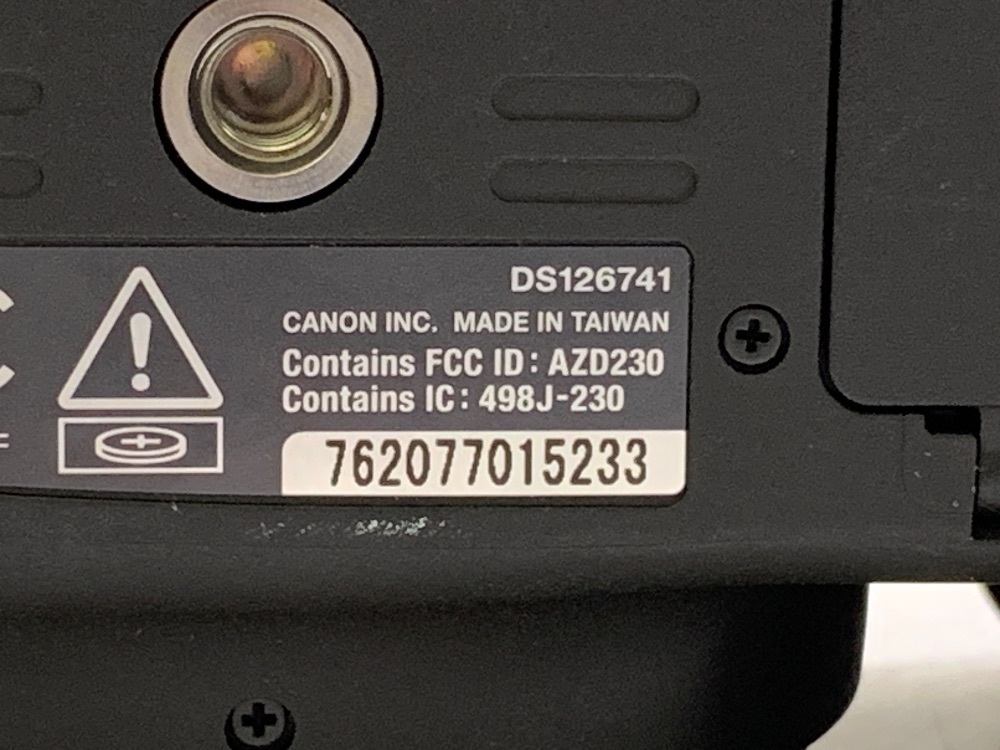 DS126741
CANON INC. MADE IN TAIWAN
Contains FCC ID: AZD230
Contains IC: 498J-230
762077015233